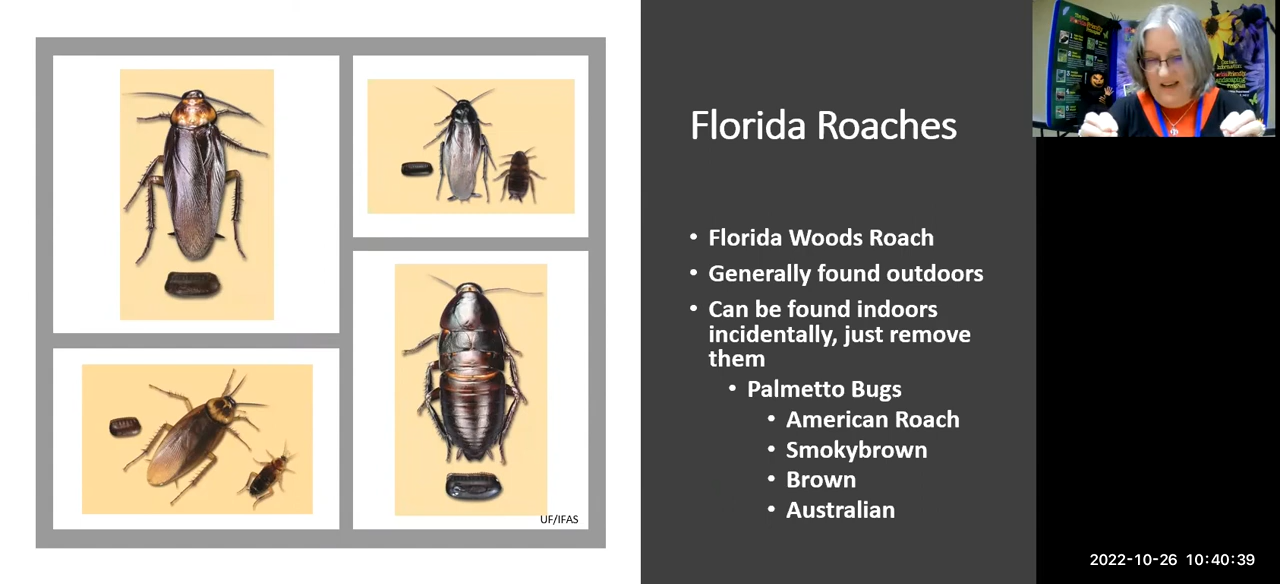 Florida Roaches
• Florida Woods Roach
• Generally found outdoors
• Can be found indoors
incidentally, just remove
them
• Palmetto Bugs
• American Roach
• Smokybrown
• Brown
• Australian
UF/IFAS
2022-10-26 10:40:39